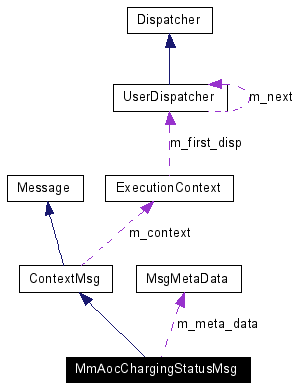 Dispatcher
UserDispatcher
m_next
m_first_disp
Message
ExecutionContext
m_context
ContextMsg
MsgMetaData
m_meta_data
MmAocChargingStatusMsg